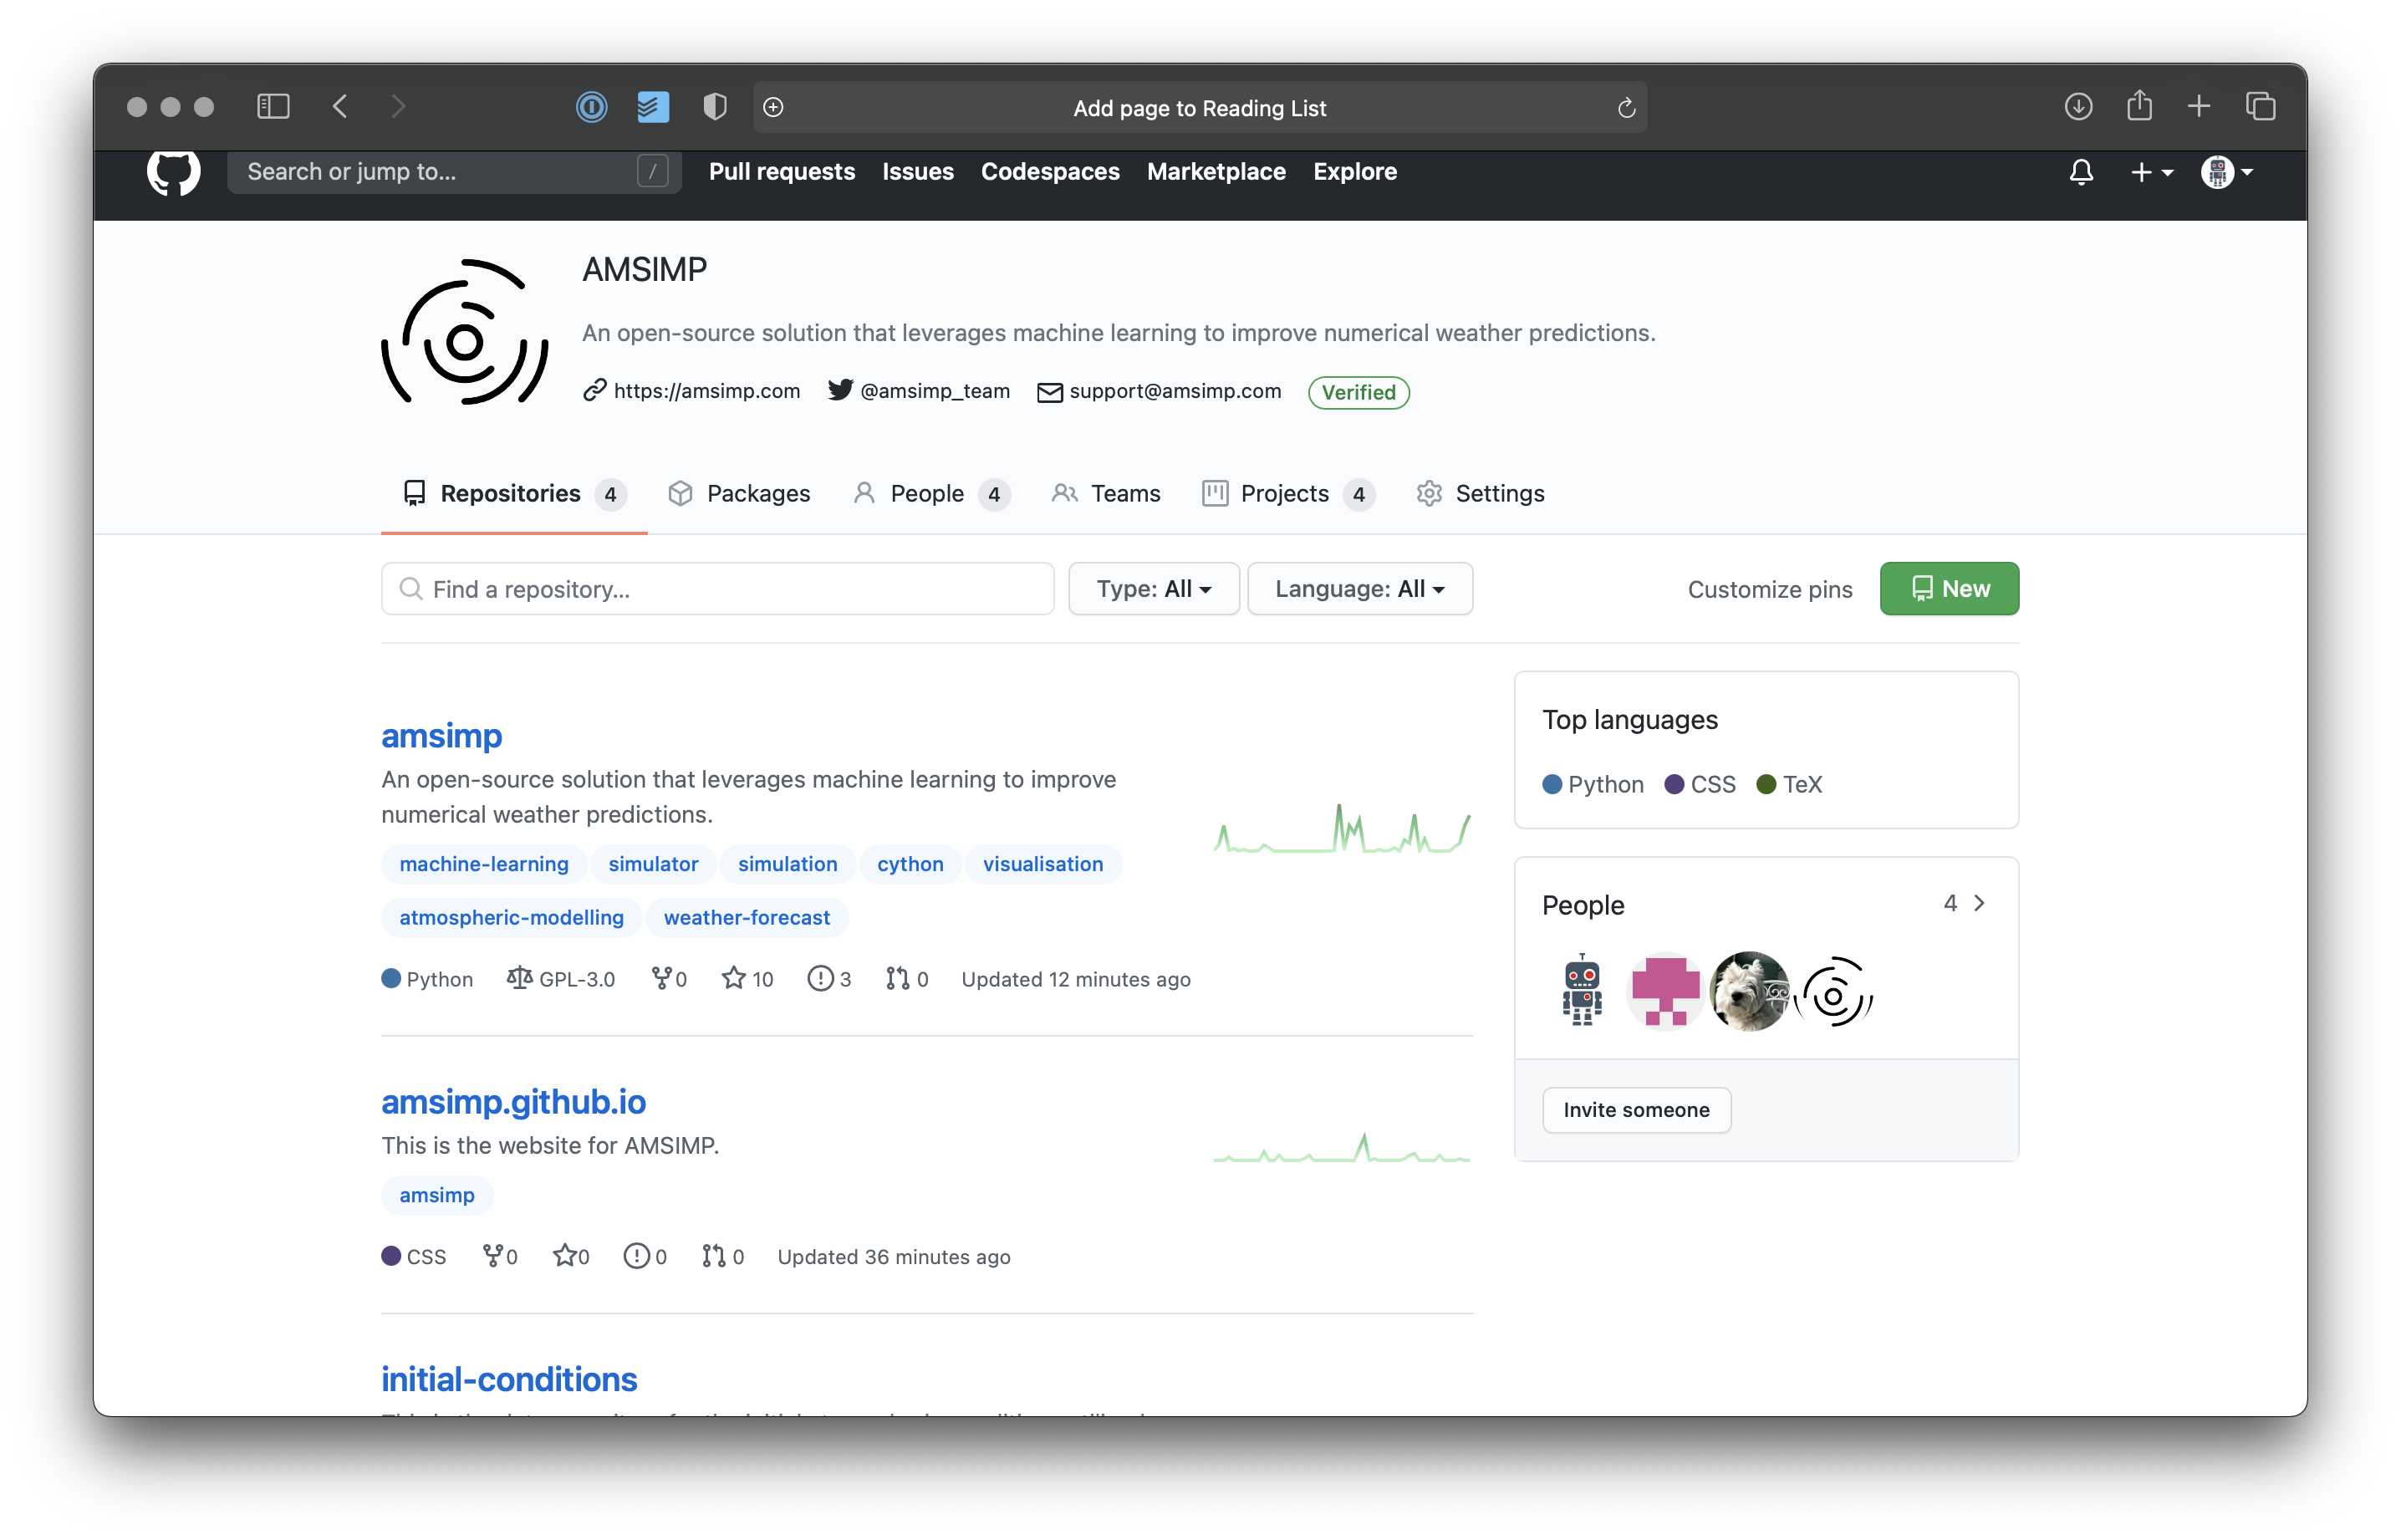 Add page to Reading List
Search or jump to... /
Pull requests Issues Codespaces Marketplace Explore
AMSIMP
An open-source solution that leverages machine learning to improve numerical weather predictions.
https://amsimp.com @amsimp_team support@amsimp.com Verified
Repositories 4 Packages People 4 Teams Projects 4 Settings
Find a repository... Type: All Language: All Customize pins New
amsimp
An open-source solution that leverages machine learning to improve
numerical weather predictions.
machine-learning simulator simulation cython visualisation
atmospheric-modelling weather-forecast
Python GPL-3.0 0 10 3 0 Updated 12 minutes ago
amsimp.github.io
This is the website for AMSIMP.
amsimp
CSS 0 0 0 0 Updated 36 minutes ago
initial-conditions
Top languages
Python CSS TeX
People 4
Invite someone